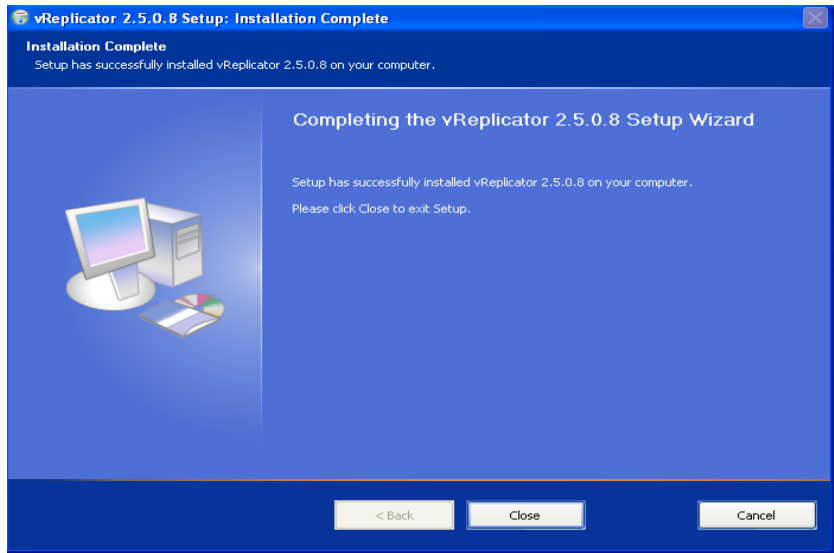 vReplicator 2.5.0.8 Setup: Installation Complete
Installation Complete
Setup has successfully installed vReplicator 2.5.0.8 on your computer.
Completing the vReplicator 2.5.0.8 Setup Wizard
Setup has successfully installed vReplicator 2.5.0.8 on your computer.
Please click Close to exit Setup.
< Back
Close
Cancel